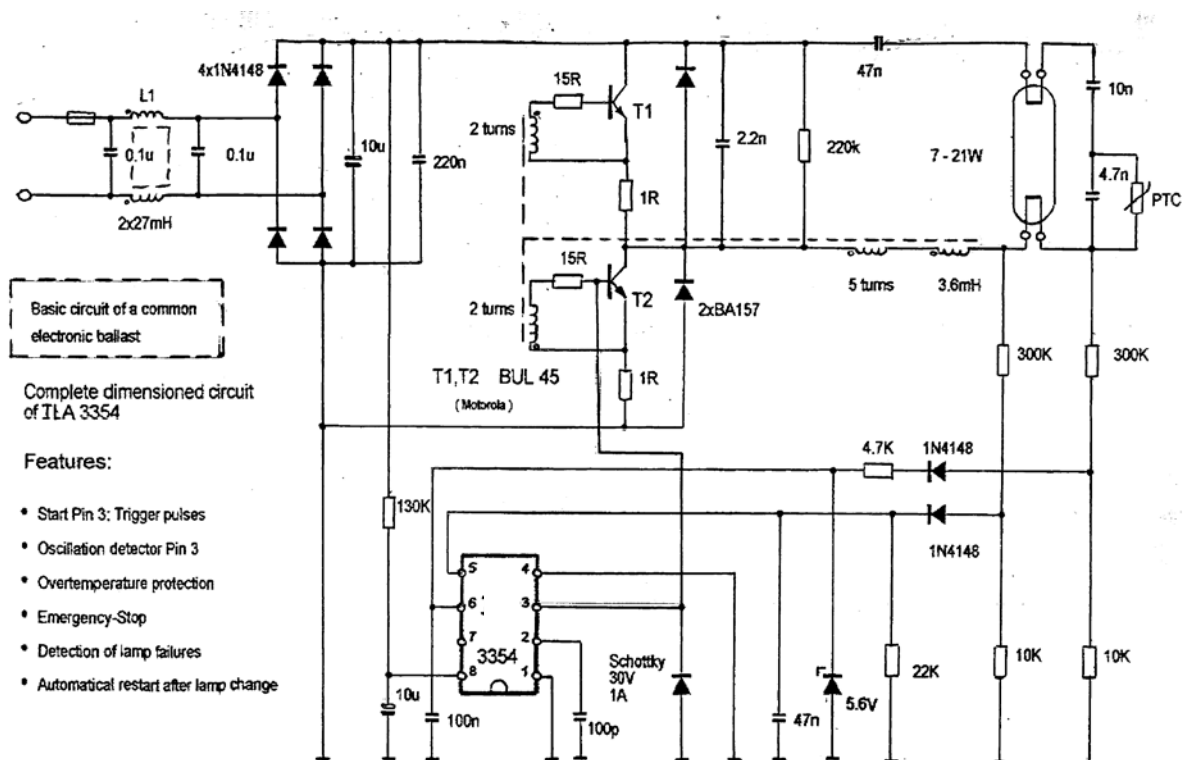 4x1N4148
L1
0.1u
0.1u
2x27mH
10u
220n
15R
T1
2 turns
1R
2.2n
220k
47n
7 - 21W
10n
4.7n
PTC
15R
T2
2 turns
1R
2xBA157
5 turns
3.6mH
Basic circuit of a common
electronic ballast
Complete dimensioned circuit
of ILA 3354
T1,T2 BUL 45
( Motorola )
300K
300K
4.7K
1N4148
1N4148
Features:
• Start Pin 3: Trigger pulses
• Oscillation detector Pin 3
• Overtemperature protection
• Emergency-Stop
• Detection of lamp failures
• Automatical restart after lamp change
130K
5
4
6
3
7
2
8
1
3354
10u
100n
100p
Schottky
30V
1A
47n
5.6V
22K
10K
10K